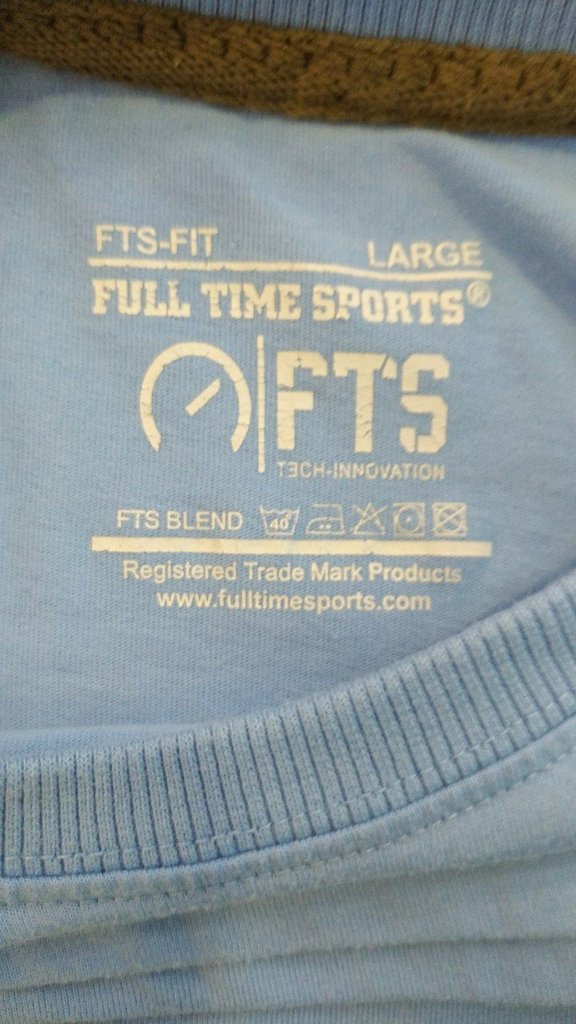 FTS-FIT LARGE
FULL TIME SPORTS®
FTS
TECH-INNOVATION
FTS BLEND 40
Registered Trade Mark Products
www.fulltimesports.com